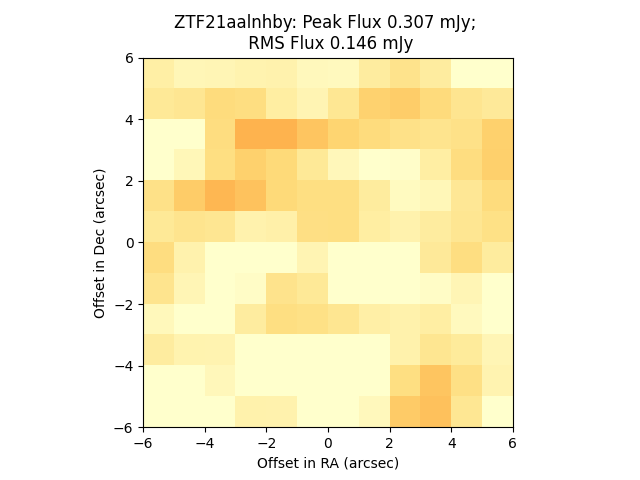 ZTF21aalnhby: Peak Flux 0.307 mJy;
RMS Flux 0.146 mJy
6
4
2
0
−2
−4
−6
Offset in Dec (arcsec)
−6 −4 −2 0 2 4 6
Offset in RA (arcsec)